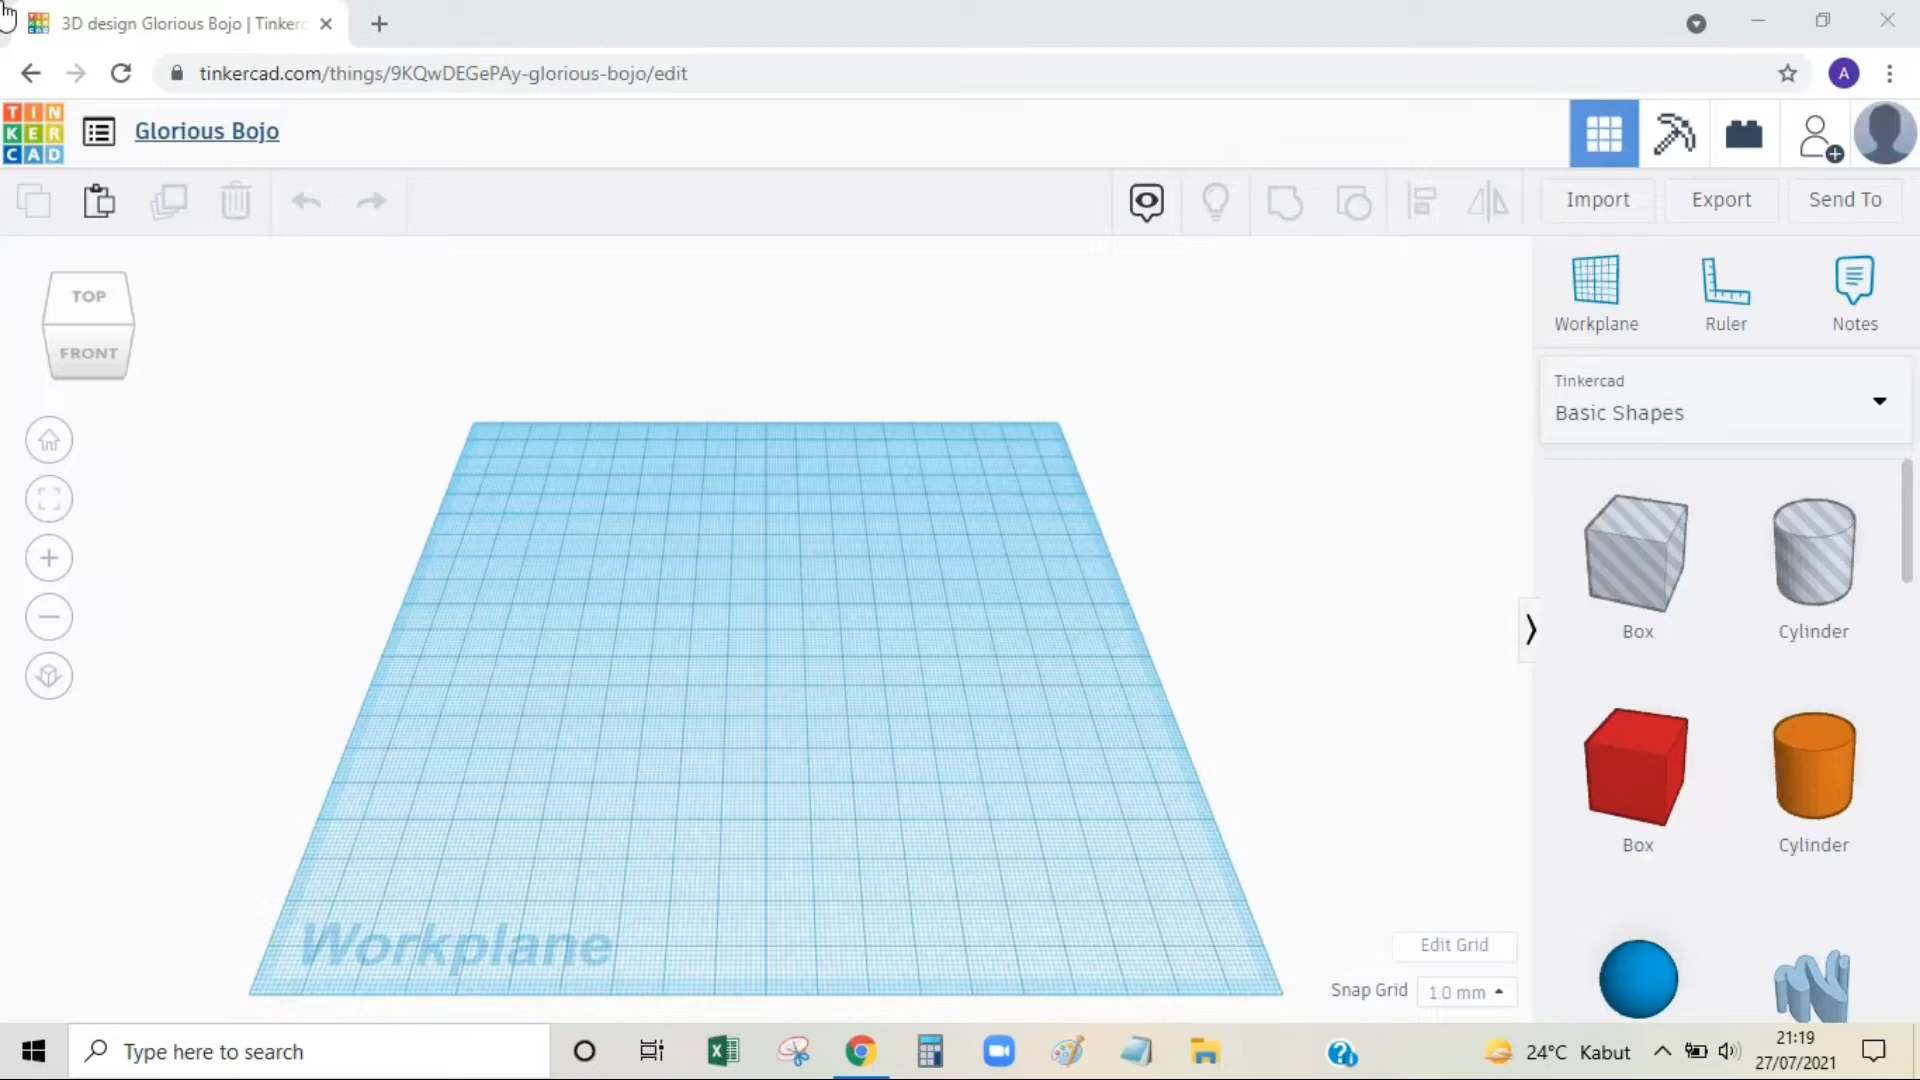 3D design Glorious Bojo | Tinkerc
tinkercad.com/things/9KQwDEGePAy-glorious-bojo/edit
A
TIN
KER
CAD
Glorious Bojo
Import
Export
Send To
TOP
FRONT
Workplane
Ruler
Notes
Tinkercad
Basic Shapes
Box
Cylinder
Box
Cylinder
Workplane
Edit Grid
Snap Grid
1.0 mm
Type here to search
24°C Kabut
21:19
27/07/2021